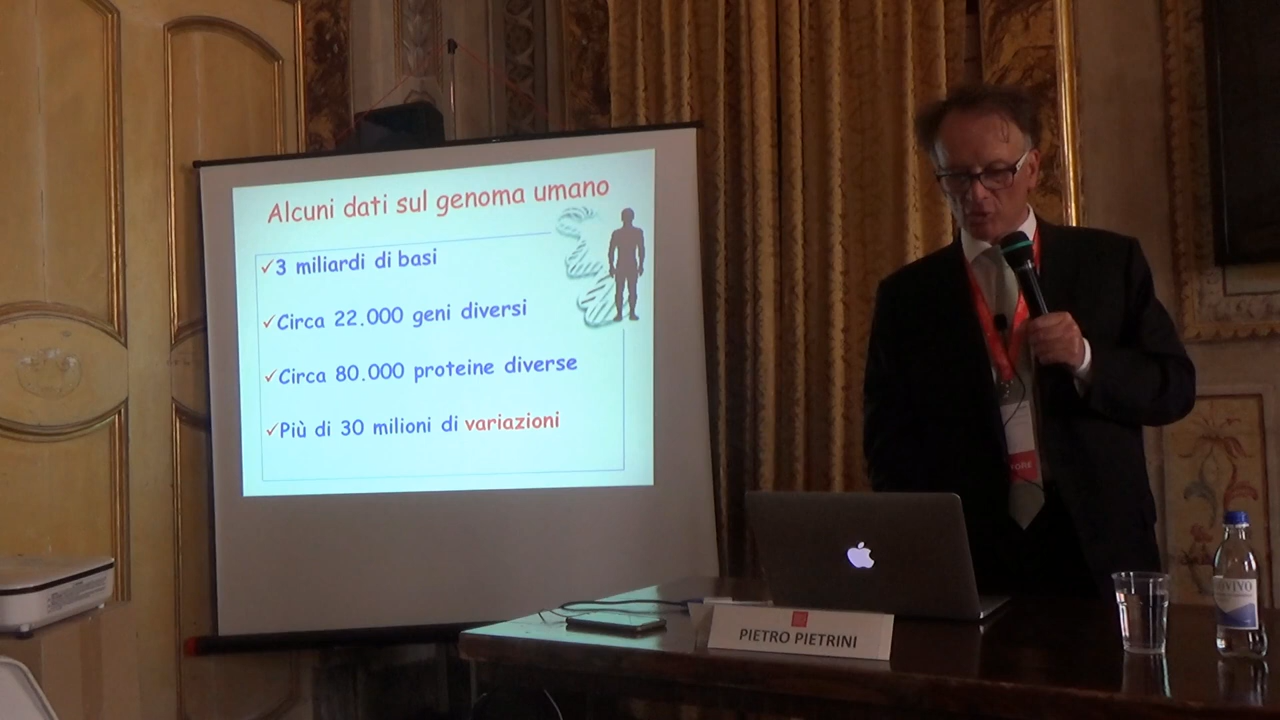 Alcuni dati sul genoma umano
✓3 miliardi di basi
✓Circa 22.000 geni diversi
✓Circa 80.000 proteine diverse
✓Più di 30 milioni di variazioni
PIETRO PIETRINI